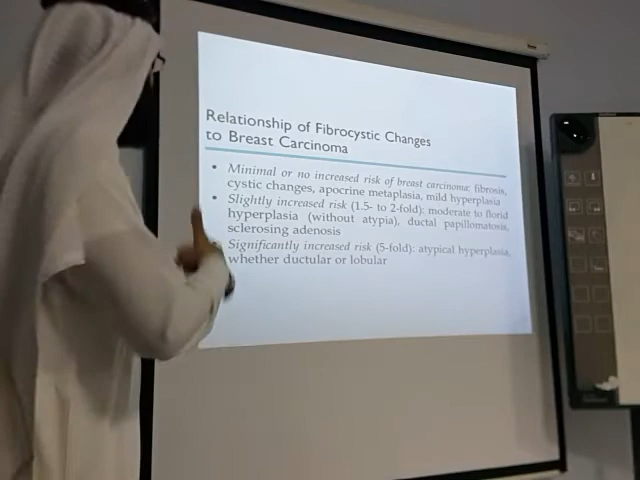 Relationship of Fibrocystic Changes
to Breast Carcinoma
• Minimal or no increased risk of breast carcinoma: fibrosis,
cystic changes, apocrine metaplasia, mild hyperplasia
• Slightly increased risk (1.5- to 2-fold): moderate to florid
hyperplasia (without atypia), ductal papillomatosis,
sclerosing adenosis
Significantly increased risk (5-fold): atypical hyperplasia,
whether ductular or lobular